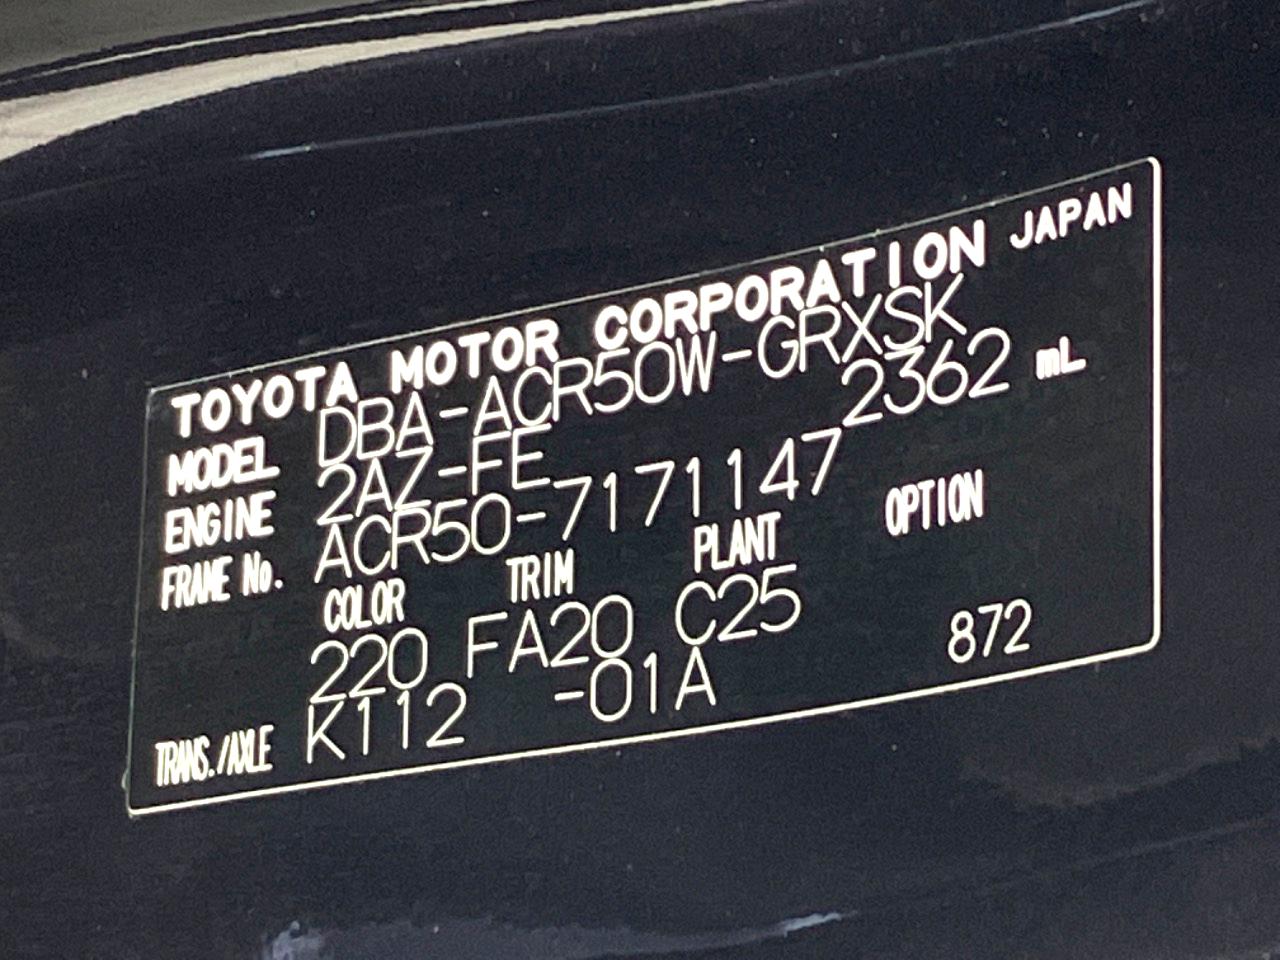 TOYOTA MOTOR CORPORATION JAPAN
MODEL DBA-ACR50W-GRXSK
ENGINE 2AZ-FE 2362 mL
FRAME No. ACR50-7171147
COLOR TRIM PLANT OPTION
220 FA20 C25
TRANS./AXLE K112 -01A 872